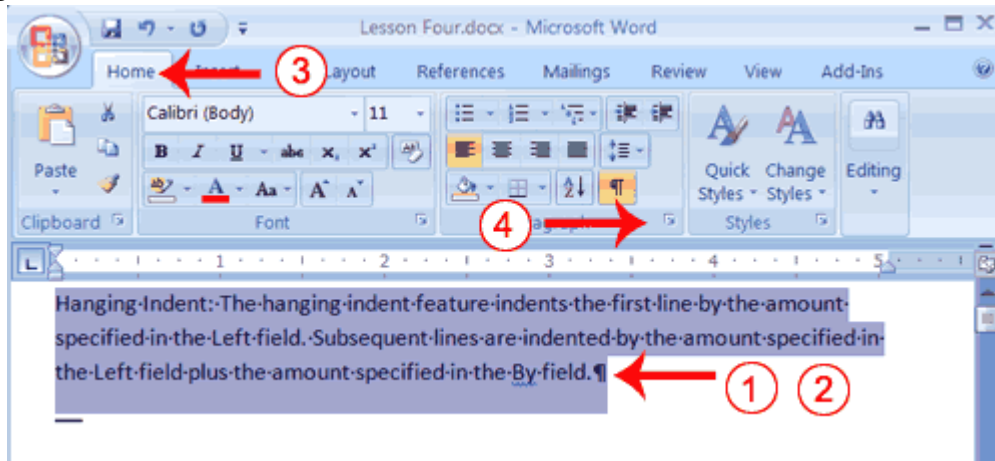 Lesson Four.docx - Microsoft Word
Home Insert Layout References Mailings Review View Add-Ins
3
Calibri (Body) 11
B I U abe x, x²
A Aa A A
Paste
Quick Styles
Change Styles
Editing
Clipboard Font Styles
4
L 1 2 3 4 5
Hanging·Indent:·The·hanging·indent·feature·indents·the·first·line·by·the·amount·
specified·in·the·Left·field.·Subsequent·lines·are·indented·by·the·amount·specified·in·
the·Left·field·plus·the·amount·specified·in·the·By·field.¶
1 2